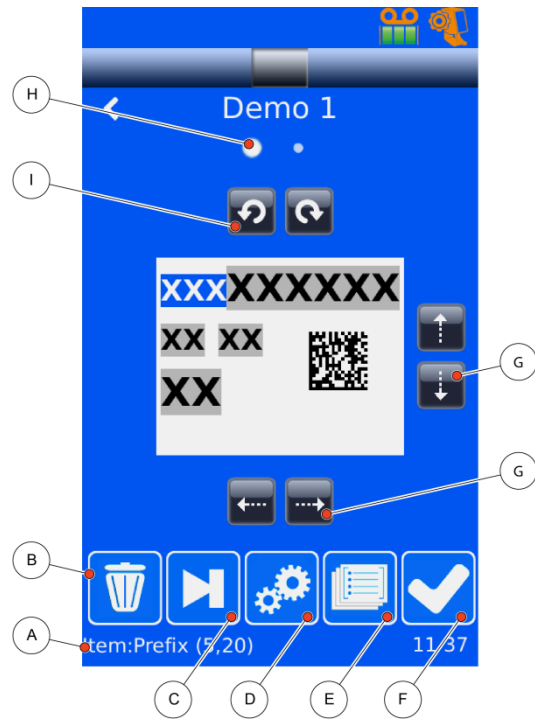 H
Demo 1
I
XXXXXXXXX
XX XX
G
XX
G
B
A
Item:Prefix (5,20)
11:37
C
D
E
F